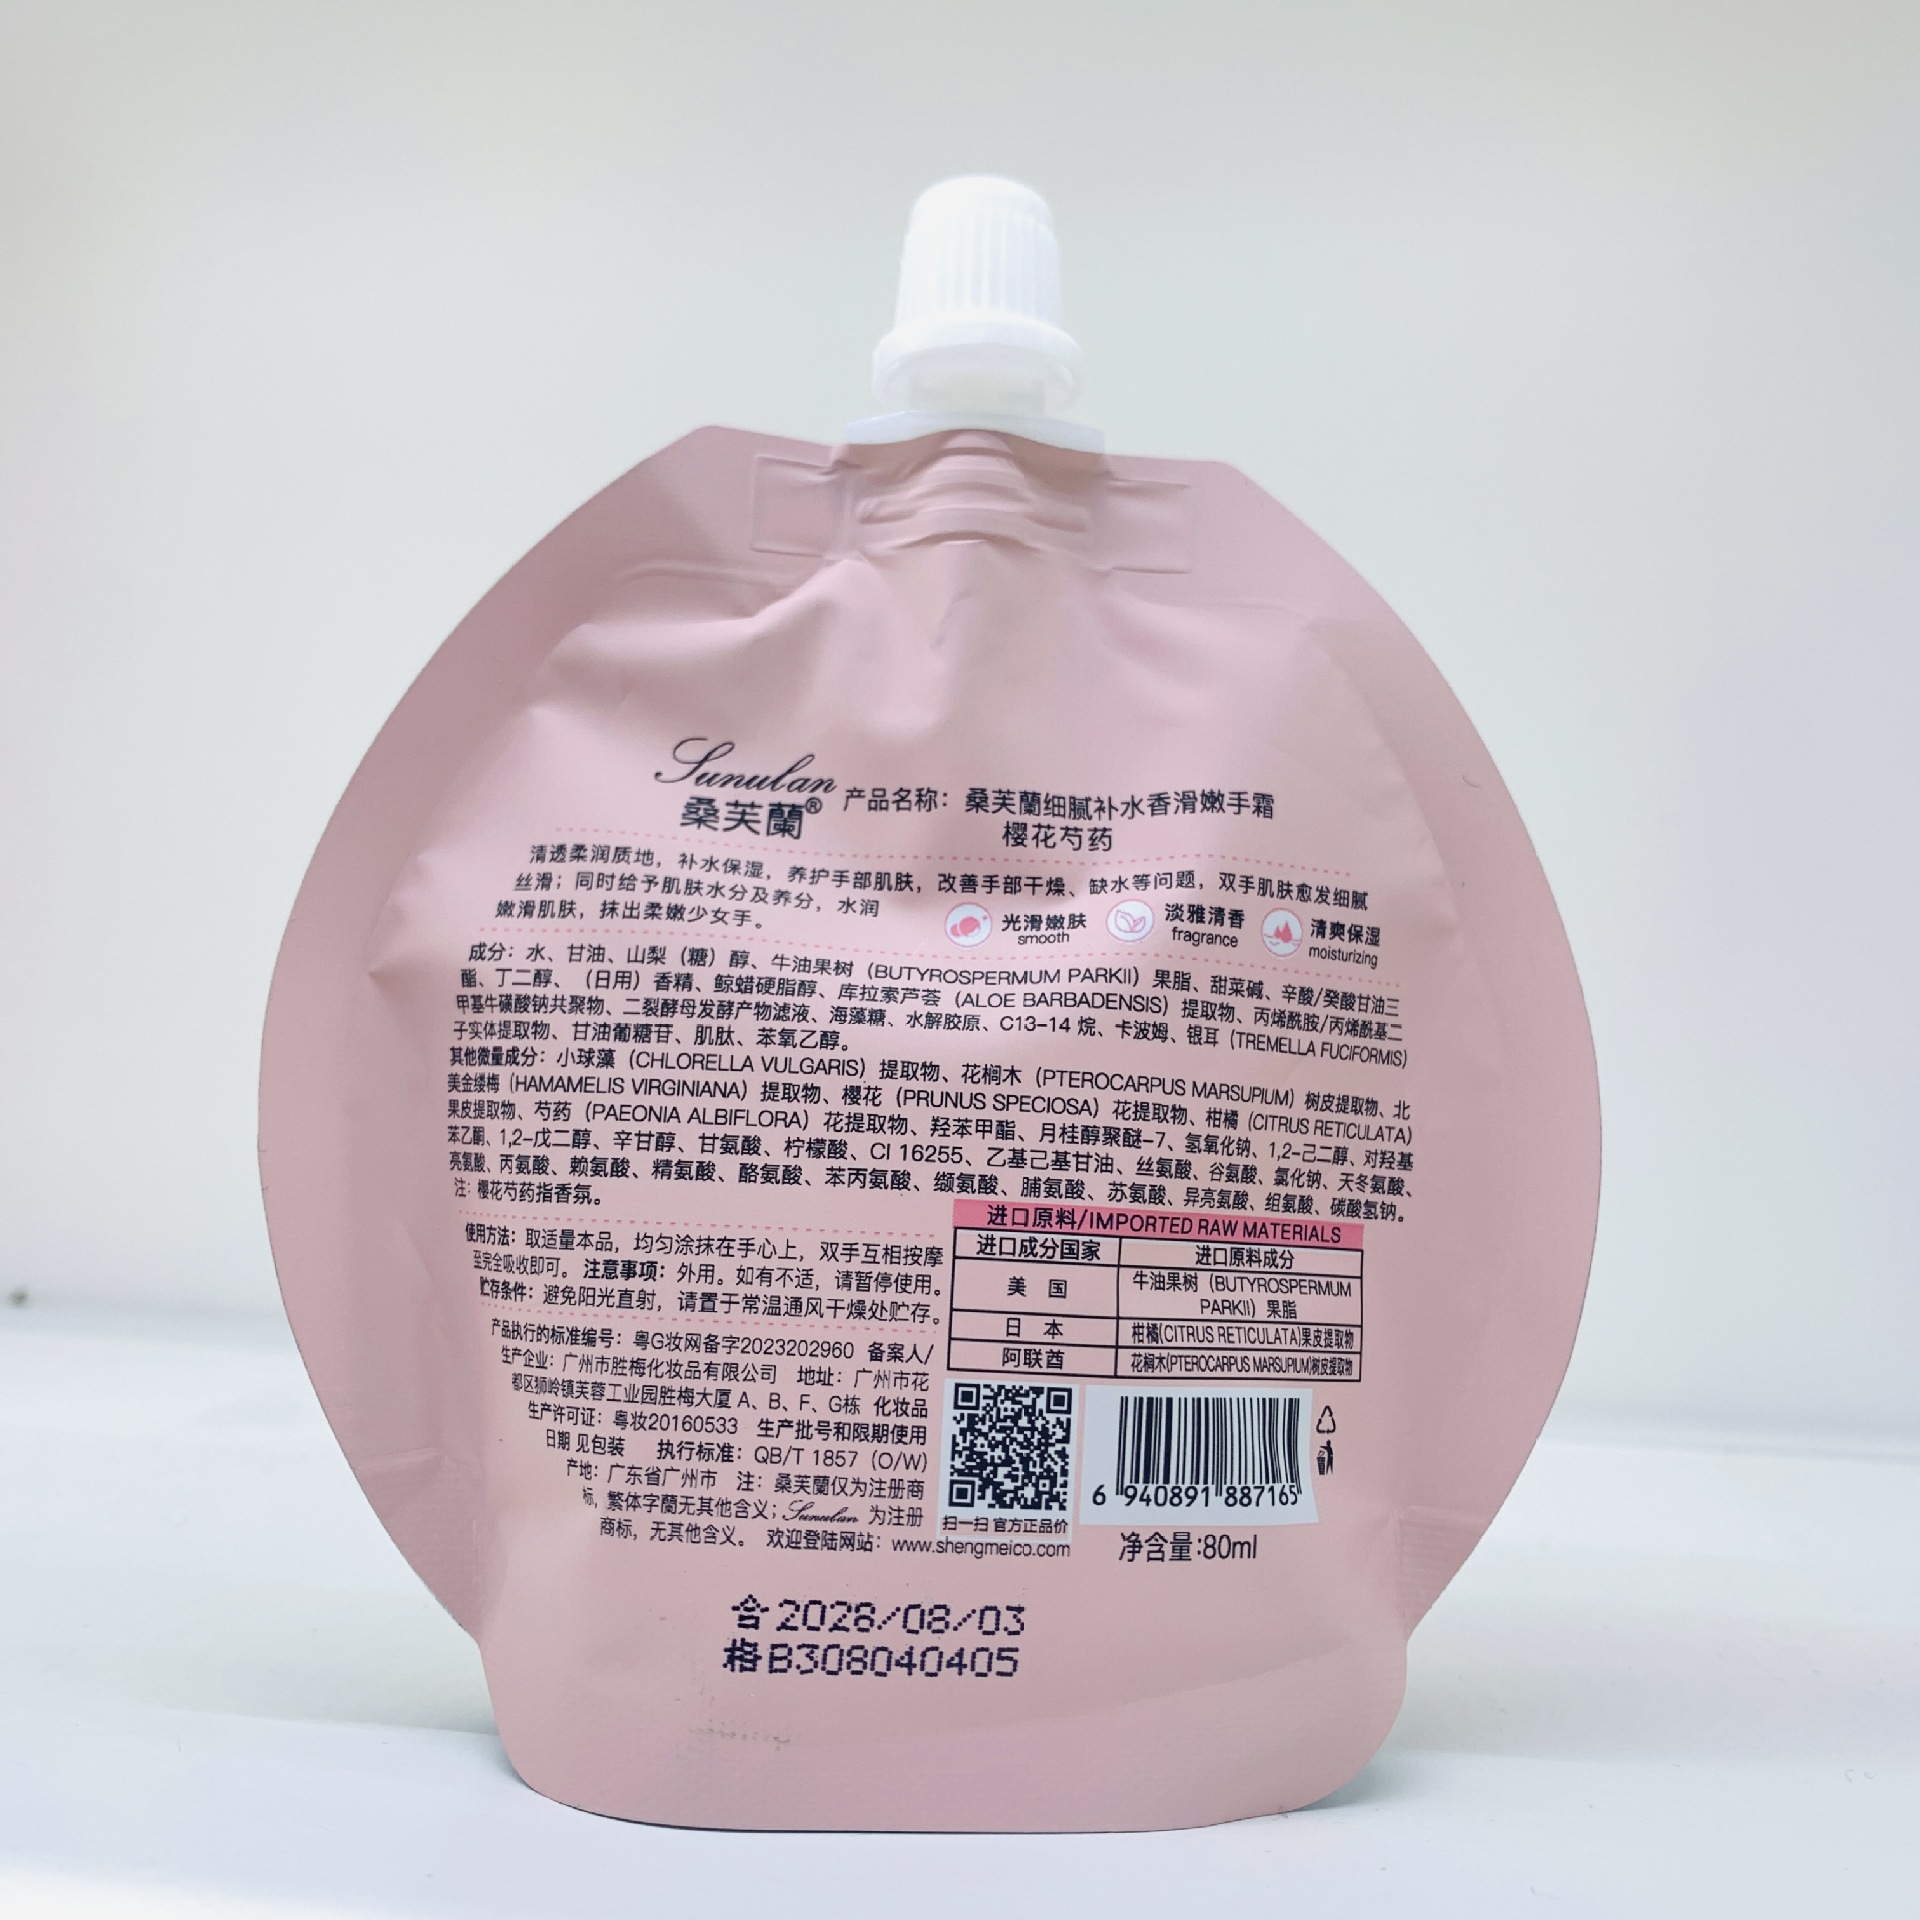 Sunulan
桑芙蘭®
产品名称：桑芙蘭细腻补水香滑嫩手霜
樱花芍药
清透柔润质地，补水保湿，养护手部肌肤，改善手部干燥、缺水等问题，双手肌肤愈发细腻
丝滑；同时给予肌肤水分及养分，水润
嫩滑肌肤，抹出柔嫩少女手。
光滑嫩肤
smooth
淡雅清香
fragrance
清爽保湿
moisturizing
成分：水、甘油、山梨（糖）醇、牛油果树（BUTYROSPERMUM PARKII）果脂、甜菜碱、辛酸/癸酸甘油三
酯、丁二醇、（日用）香精、鲸蜡硬脂醇、库拉索芦荟（ALOE BARBADENSIS）提取物、丙烯酰胺/丙烯酰基二
甲基牛磺酸钠共聚物、二裂酵母发酵产物滤液、海藻糖、水解胶原、C13-14 烷、卡波姆、银耳（TREMELLA FUCIFORMIS）
子实体提取物、甘油葡糖苷、肌肽、苯氧乙醇。
其他微量成分：小球藻（CHLORELLA VULGARIS）提取物、花榈木（PTEROCARPUS MARSUPIUM）树皮提取物、北
美金缕梅（HAMAMELIS VIRGINIANA）提取物、樱花（PRUNUS SPECIOSA）花提取物、柑橘（CITRUS RETICULATA）
果皮提取物、芍药（PAEONIA ALBIFLORA）花提取物、羟苯甲酯、月桂醇聚醚-7、氢氧化钠、1,2-己二醇、对羟基
苯乙酮、1,2-戊二醇、辛甘醇、甘氨酸、柠檬酸、CI 16255、乙基己基甘油、丝氨酸、谷氨酸、氯化钠、天冬氨酸、
亮氨酸、丙氨酸、赖氨酸、精氨酸、酪氨酸、苯丙氨酸、缬氨酸、脯氨酸、苏氨酸、异亮氨酸、组氨酸、碳酸氢钠。
注：樱花芍药指香氛。
使用方法：取适量本品，均匀涂抹在手心上，双手互相按摩
至完全吸收即可。注意事项：外用。如有不适，请暂停使用。
贮存条件：避免阳光直射，请置于常温通风干燥处贮存。
产品执行的标准编号：粤G妆网备字2023202960 备案人/
生产企业：广州市胜梅化妆品有限公司 地址：广州市花
都区狮岭镇芙蓉工业园胜梅大厦 A、B、F、G栋 化妆品
生产许可证：粤妆20160533 生产批号和限期使用
日期 见包装 执行标准：QB/T 1857（O/W）
产地：广东省广州市 注：桑芙蘭仅为注册商
标，繁体字蘭无其他含义；Sunulan 为注册
商标，无其他含义。 欢迎登陆网站：www.shengmeico.com
进口原料/IMPORTED RAW MATERIALS
进口成分国家 进口原料成分
美 国 牛油果树（BUTYROSPERMUM
PARKII）果脂
日 本 柑橘(CITRUS RETICULATA)果皮提取物
阿联酋 花榈木(PTEROCARPUS MARSUPIUM)树皮提取物
扫一扫 官方正品价
6 940891 887165
净含量:80ml
合 2028/08/03
格 B308040405